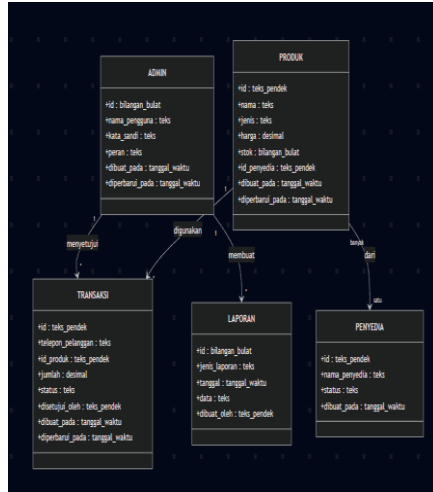 ADMIN
+id : bilangan_bulat
+nama_pengguna : teks
+kata_sandi : teks
+peran : teks
+dibuat_pada : tanggal_waktu
+diperbarui_pada : tanggal_waktu
PRODUK
+id : teks_pendek
+nama : teks
+jenis : teks
+harga : desimal
+stok : bilangan_bulat
+id_penyedia : teks_pendek
+dibuat_pada : tanggal_waktu
+diperbarui_pada : tanggal_waktu
1
1
1
menyetujui
digunakan
membuat
banyak
dari
*
*
*
satu
TRANSAKSI
+id : teks_pendek
+telepon_pelanggan : teks
+id_produk : teks_pendek
+jumlah : desimal
+status : teks
+disetujui_oleh : teks_pendek
+dibuat_pada : tanggal_waktu
+diperbarui_pada : tanggal_waktu
LAPORAN
+id : bilangan_bulat
+jenis_laporan : teks
+tanggal : tanggal_waktu
+data : teks
+dibuat_oleh : teks_pendek
PENYEDIA
+id : teks_pendek
+nama_penyedia : teks
+status : teks
+dibuat_pada : tanggal_waktu